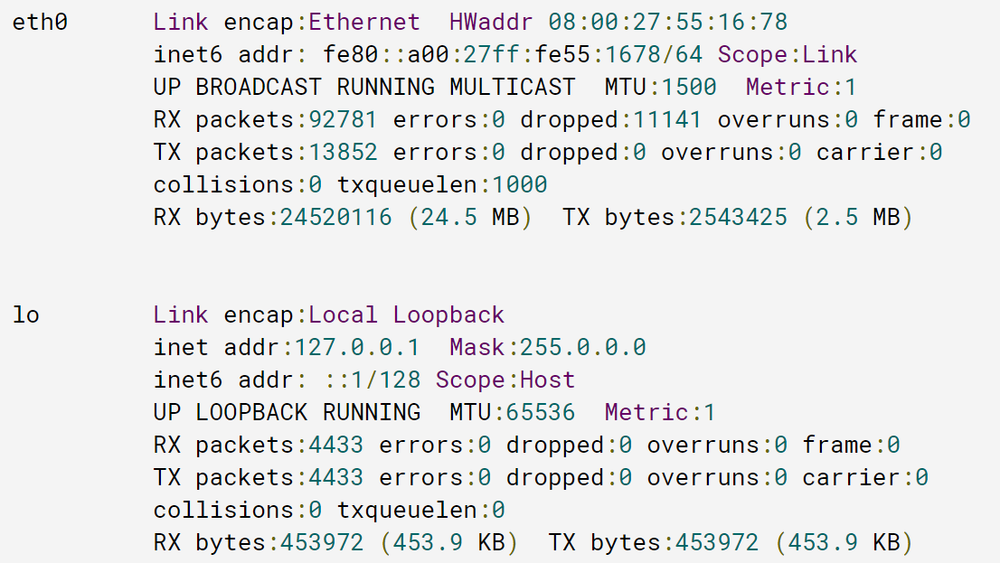 eth0 Link encap:Ethernet HWaddr 08:00:27:55:16:78
inet6 addr: fe80::a00:27ff:fe55:1678/64 Scope:Link
UP BROADCAST RUNNING MULTICAST MTU:1500 Metric:1
RX packets:92781 errors:0 dropped:11141 overruns:0 frame:0
TX packets:13852 errors:0 dropped:0 overruns:0 carrier:0
collisions:0 txqueuelen:1000
RX bytes:24520116 (24.5 MB) TX bytes:2543425 (2.5 MB)
lo Link encap:Local Loopback
inet addr:127.0.0.1 Mask:255.0.0.0
inet6 addr: ::1/128 Scope:Host
UP LOOPBACK RUNNING MTU:65536 Metric:1
RX packets:4433 errors:0 dropped:0 overruns:0 frame:0
TX packets:4433 errors:0 dropped:0 overruns:0 carrier:0
collisions:0 txqueuelen:0
RX bytes:453972 (453.9 KB) TX bytes:453972 (453.9 KB)